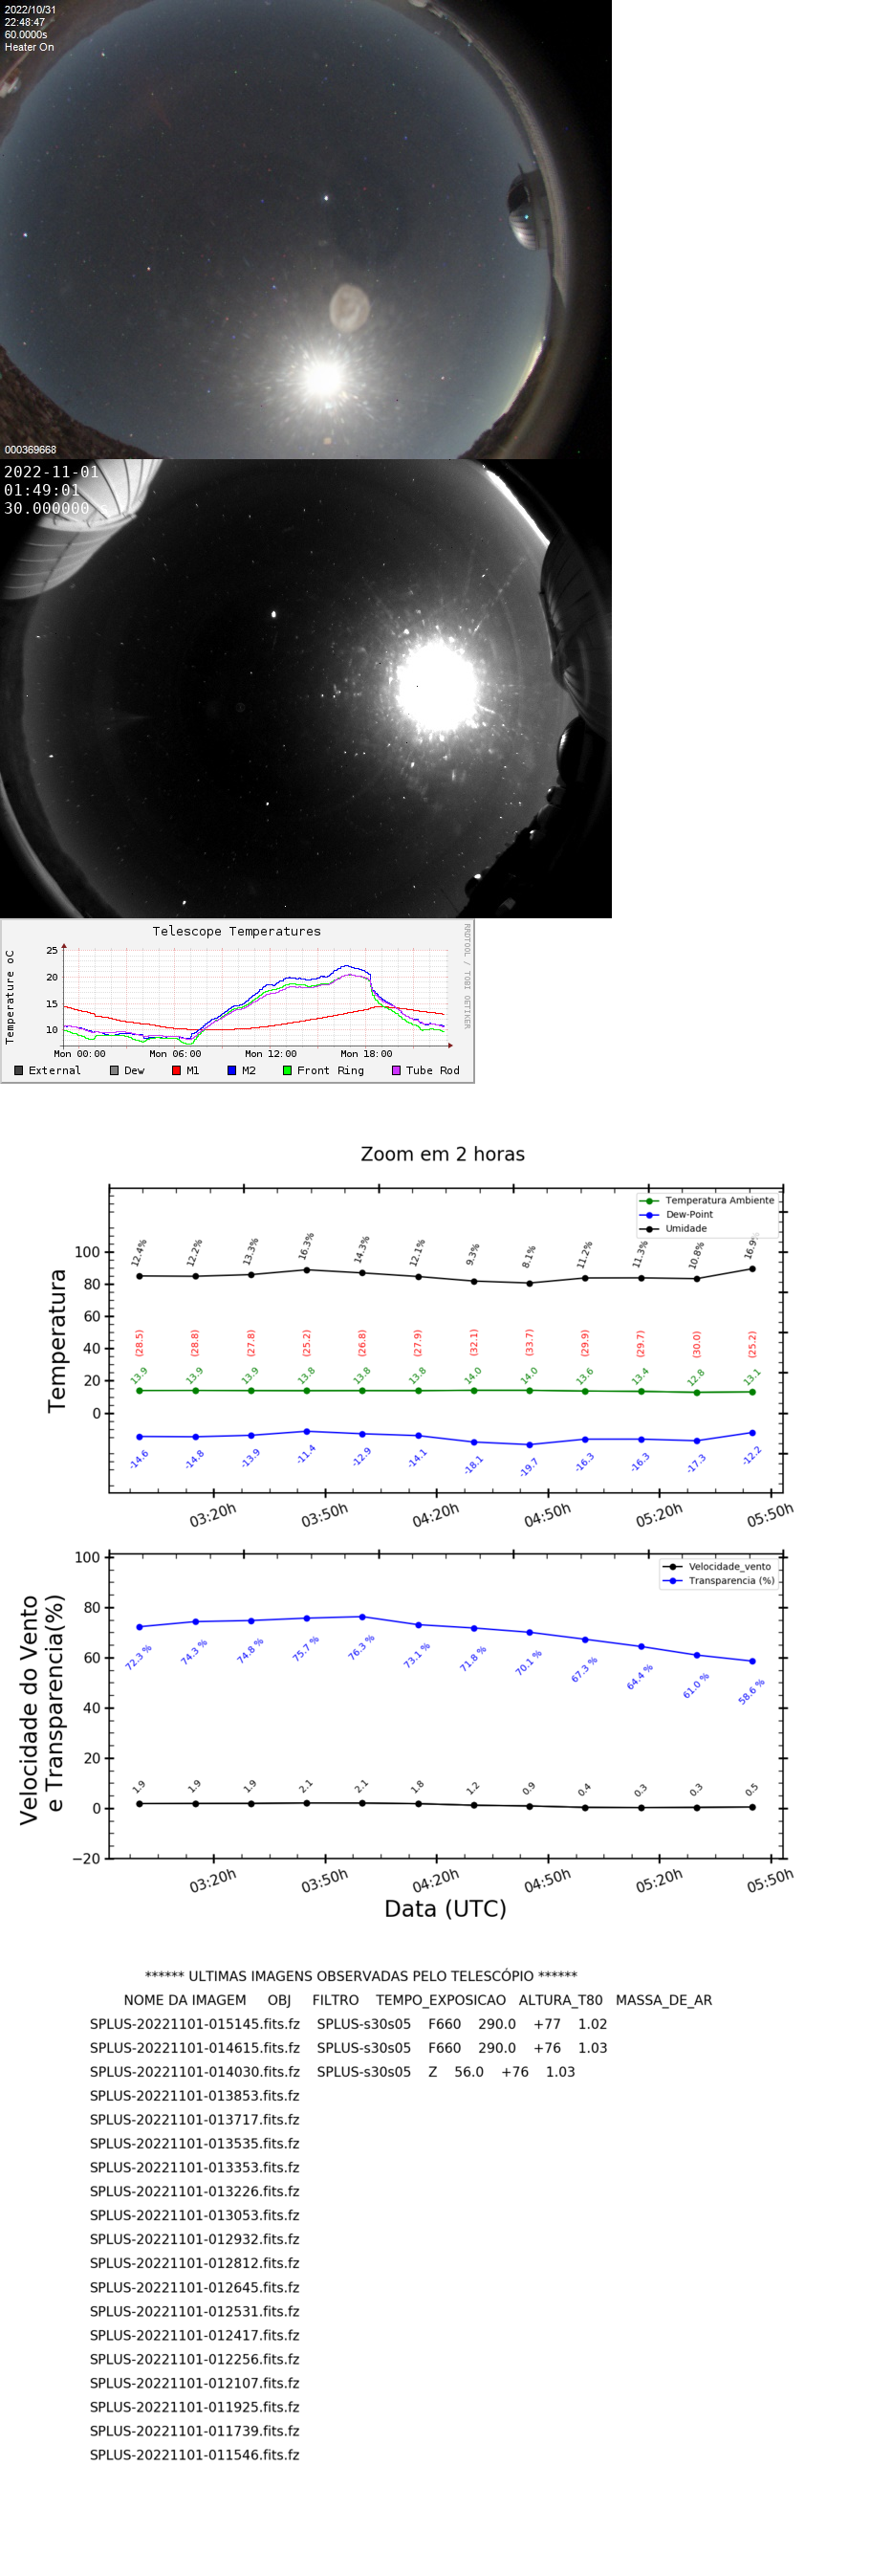 2022/10/31
22:48:47
60.0000s
Heater On
000369668
2022-11-01
01:49:01
30.000000 s
Telescope Temperatures
RRDTOOL / TOBI OETIKER
Temperature oC
25
20
15
10
Mon 00:00 Mon 06:00 Mon 12:00 Mon 18:00
External Dew M1 M2 Front Ring Tube Rod
Zoom em 2 horas
Temperatura Ambiente
Dew-Point
Umidade
Temperatura
100
80
60
40
20
0
12.4% 12.2% 13.3% 16.3% 14.3% 12.1% 9.3% 8.1% 11.2% 11.3% 10.8% 16.9%
(28.5) (28.8) (27.8) (25.2) (26.8) (27.9) (32.1) (33.7) (29.9) (29.7) (30.0) (25.2)
13.9 13.9 13.9 13.8 13.8 13.8 14.0 14.0 13.6 13.4 12.8 13.1
-14.6 -14.8 -13.9 -11.4 -12.9 -14.1 -18.1 -19.7 -16.3 -16.3 -17.3 -12.2
03:20h 03:50h 04:20h 04:50h 05:20h 05:50h
Velocidade_vento
Transparencia (%)
Velocidade do Vento
e Transparencia(%)
100
80
60
40
20
0
−20
72.3 % 74.3 % 74.8 % 75.7 % 76.3 % 73.1 % 71.8 % 70.1 % 67.3 % 64.4 % 61.0 % 58.6 %
1.9 1.9 1.9 2.1 2.1 1.8 1.2 0.9 0.4 0.3 0.3 0.5
03:20h 03:50h 04:20h 04:50h 05:20h 05:50h
Data (UTC)
****** ULTIMAS IMAGENS OBSERVADAS PELO TELESCÓPIO ******
NOME DA IMAGEM OBJ FILTRO TEMPO_EXPOSICAO ALTURA_T80 MASSA_DE_AR
SPLUS-20221101-015145.fits.fz SPLUS-s30s05 F660 290.0 +77 1.02
SPLUS-20221101-014615.fits.fz SPLUS-s30s05 F660 290.0 +76 1.03
SPLUS-20221101-014030.fits.fz SPLUS-s30s05 Z 56.0 +76 1.03
SPLUS-20221101-013853.fits.fz
SPLUS-20221101-013717.fits.fz
SPLUS-20221101-013535.fits.fz
SPLUS-20221101-013353.fits.fz
SPLUS-20221101-013226.fits.fz
SPLUS-20221101-013053.fits.fz
SPLUS-20221101-012932.fits.fz
SPLUS-20221101-012812.fits.fz
SPLUS-20221101-012645.fits.fz
SPLUS-20221101-012531.fits.fz
SPLUS-20221101-012417.fits.fz
SPLUS-20221101-012256.fits.fz
SPLUS-20221101-012107.fits.fz
SPLUS-20221101-011925.fits.fz
SPLUS-20221101-011739.fits.fz
SPLUS-20221101-011546.fits.fz